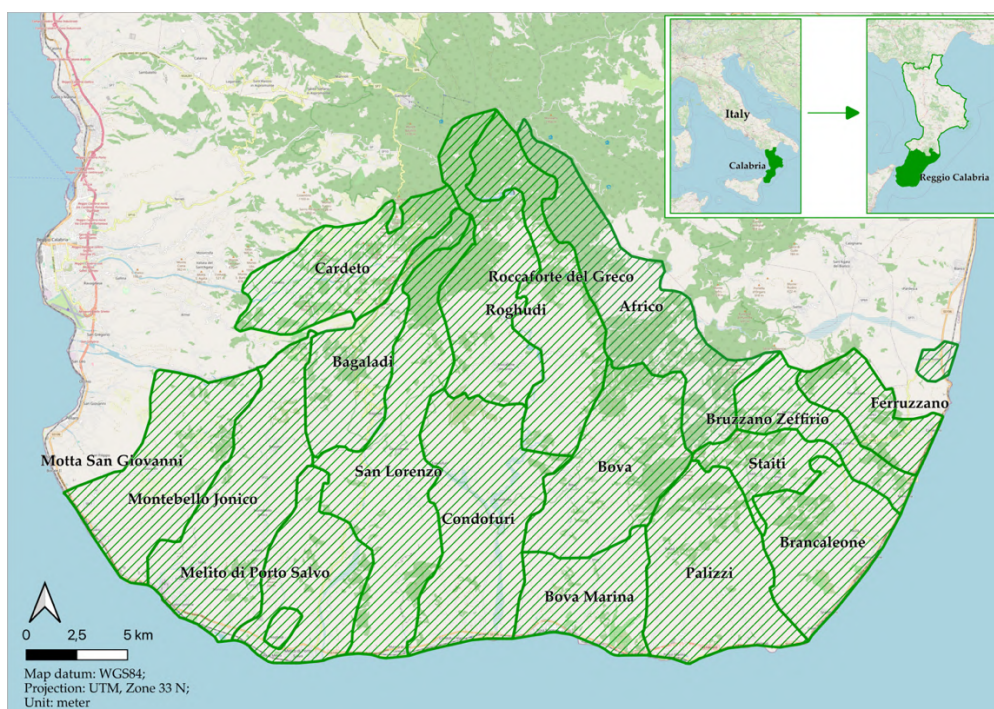 Italy
Calabria
Reggio Calabria
Cardeto
Roccaforte del Greco
Roghudi
Africo
Bagaladi
Ferruzzano
Bruzzano Zeffirio
Motta San Giovanni
San Lorenzo
Bova
Staiti
Montebello Jonico
Condofuri
Brancaleone
Melito di Porto Salvo
Palizzi
Bova Marina
0 2,5 5 km
Map datum: WGS84;
Projection: UTM, Zone 33 N;
Unit: meter